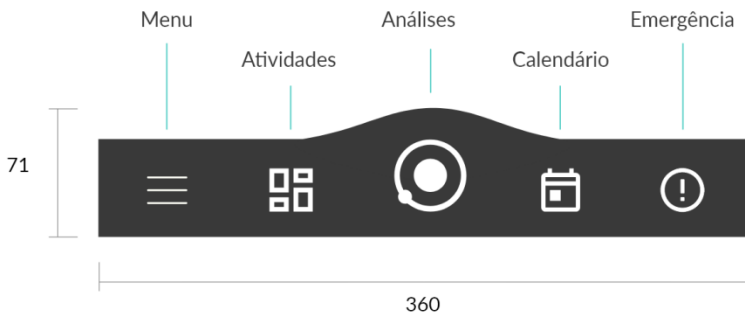 Menu
Análises
Emergência
Atividades
Calendário
71
360